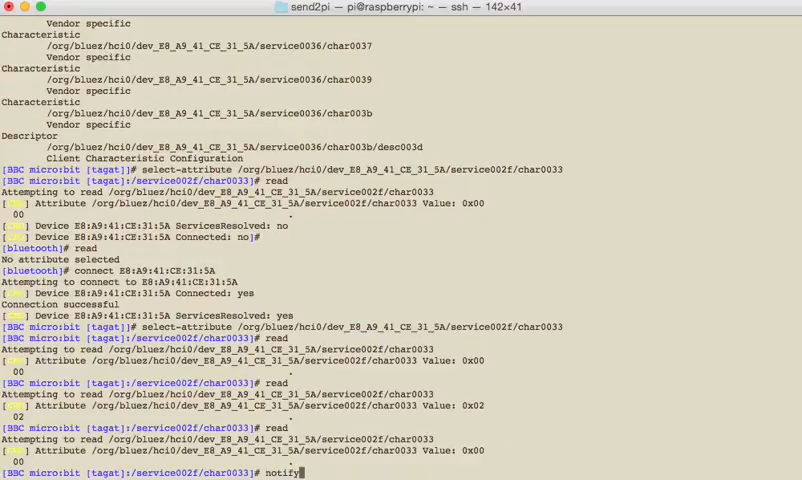 send2pi — pi@raspberrypi: ~ — ssh — 142×41
Vendor specific
Characteristic
/org/bluez/hci0/dev_E8_A9_41_CE_31_5A/service0036/char0037
Vendor specific
Characteristic
/org/bluez/hci0/dev_E8_A9_41_CE_31_5A/service0036/char0039
Vendor specific
Characteristic
/org/bluez/hci0/dev_E8_A9_41_CE_31_5A/service0036/char003b
Vendor specific
Descriptor
/org/bluez/hci0/dev_E8_A9_41_CE_31_5A/service0036/char003b/desc003d
Client Characteristic Configuration
[BBC micro:bit [tagat]]# select-attribute /org/bluez/hci0/dev_E8_A9_41_CE_31_5A/service002f/char0033
[BBC micro:bit [tagat]:/service002f/char0033]# read
Attempting to read /org/bluez/hci0/dev_E8_A9_41_CE_31_5A/service002f/char0033
[CHG] Attribute /org/bluez/hci0/dev_E8_A9_41_CE_31_5A/service002f/char0033 Value: 0x00
00 .
[CHG] Device E8:A9:41:CE:31:5A ServicesResolved: no
[CHG] Device E8:A9:41:CE:31:5A Connected: no]#
[bluetooth]# read
No attribute selected
[bluetooth]# connect E8:A9:41:CE:31:5A
Attempting to connect to E8:A9:41:CE:31:5A
[CHG] Device E8:A9:41:CE:31:5A Connected: yes
Connection successful
[CHG] Device E8:A9:41:CE:31:5A ServicesResolved: yes
[BBC micro:bit [tagat]]# select-attribute /org/bluez/hci0/dev_E8_A9_41_CE_31_5A/service002f/char0033
[BBC micro:bit [tagat]:/service002f/char0033]# read
Attempting to read /org/bluez/hci0/dev_E8_A9_41_CE_31_5A/service002f/char0033
[CHG] Attribute /org/bluez/hci0/dev_E8_A9_41_CE_31_5A/service002f/char0033 Value: 0x00
00 .
[BBC micro:bit [tagat]:/service002f/char0033]# read
Attempting to read /org/bluez/hci0/dev_E8_A9_41_CE_31_5A/service002f/char0033
[CHG] Attribute /org/bluez/hci0/dev_E8_A9_41_CE_31_5A/service002f/char0033 Value: 0x02
02 .
[BBC micro:bit [tagat]:/service002f/char0033]# read
Attempting to read /org/bluez/hci0/dev_E8_A9_41_CE_31_5A/service002f/char0033
[CHG] Attribute /org/bluez/hci0/dev_E8_A9_41_CE_31_5A/service002f/char0033 Value: 0x00
00 .
[BBC micro:bit [tagat]:/service002f/char0033]# notify